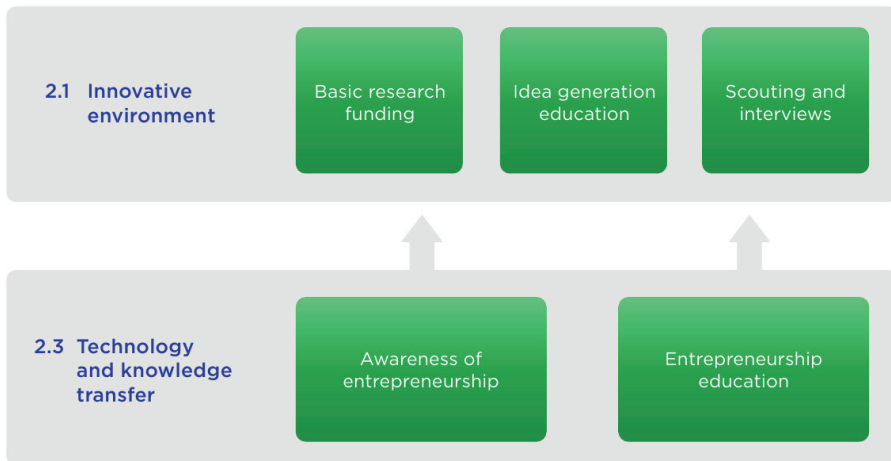 2.1 Innovative
environment
Basic research
funding
Idea generation
education
Scouting and
interviews
2.3 Technology
and knowledge
transfer
Awareness of
entrepreneurship
Entrepreneurship
education